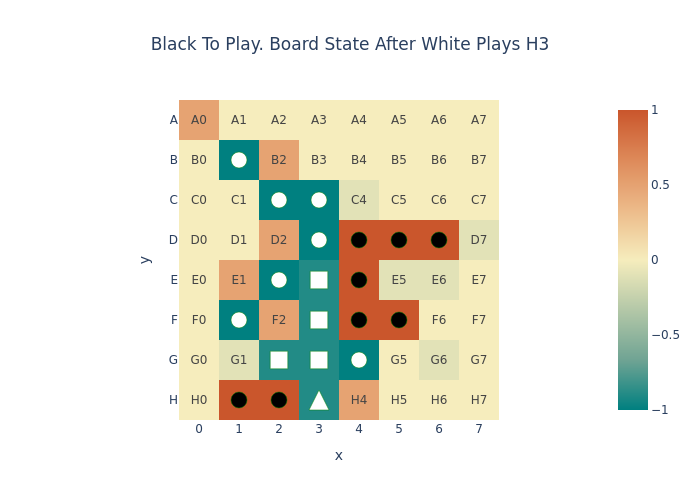 Black To Play. Board State After White Plays H3
A A0 A1 A2 A3 A4 A5 A6 A7
B B0 B2 B3 B4 B5 B6 B7
C C0 C1 C4 C5 C6 C7
D D0 D1 D2 D7
E E0 E1 E5 E6 E7
F F0 F2 F6 F7
G G0 G1 G5 G6 G7
H H0 H4 H5 H6 H7
0 1 2 3 4 5 6 7
x
y
1
0.5
0
−0.5
−1